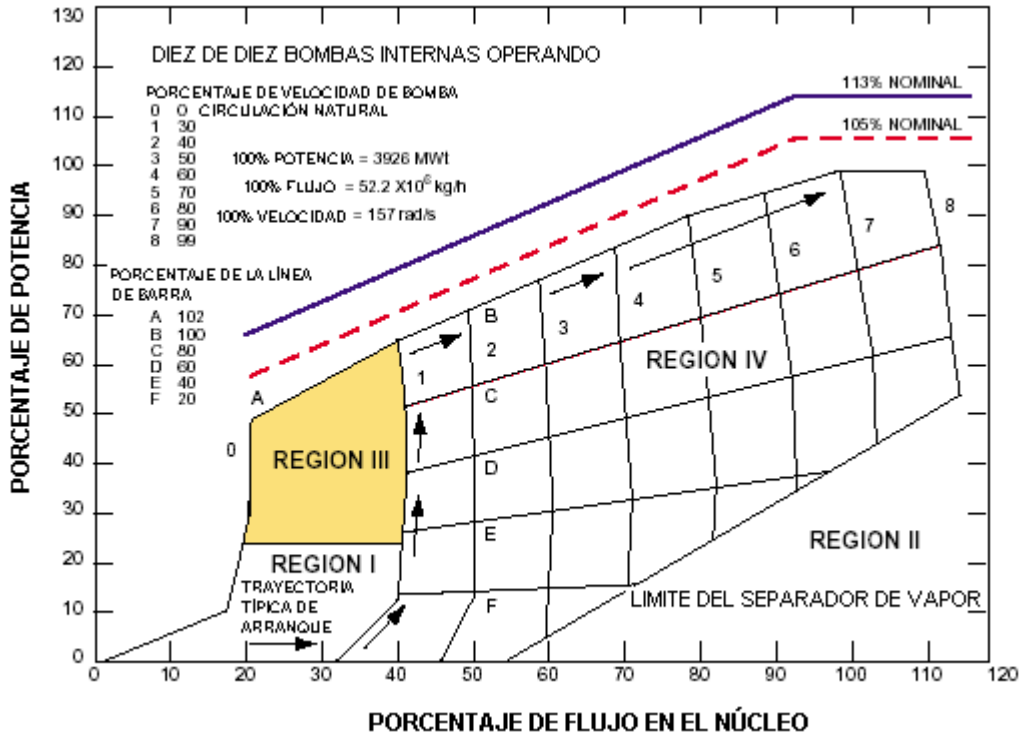 DIEZ DE DIEZ BOMBAS INTERNAS OPERANDO
PORCENTAJE DE VELOCIDAD DE BOMBA
0 O CIRCULACIÓN NATURAL
1 30
2 40
3 50
4 60
5 70
6 80
7 90
8 99
100% POTENCIA = 3926 MWt
100% FLUJO = 52.2 X10⁶ kg/h
100% VELOCIDAD = 157 rad/s
PORCENTAJE DE LA LÍNEA
DE BARRA
A 102
B 100
C 80
D 60
E 40
F 20
113% NOMINAL
105% NOMINAL
A
B
C
D
E
F
0
1
2
3
4
5
6
7
8
REGION III
REGION IV
REGION I
REGION II
TRAYECTORIA
TÍPICA DE
ARRANQUE
LIMITE DEL SEPARADOR DE VAPOR
PORCENTAJE DE POTENCIA
130
120
110
100
90
80
70
60
50
40
30
20
10
0
0 10 20 30 40 50 60 70 80 90 100 110 120
PORCENTAJE DE FLUJO EN EL NÚCLEO